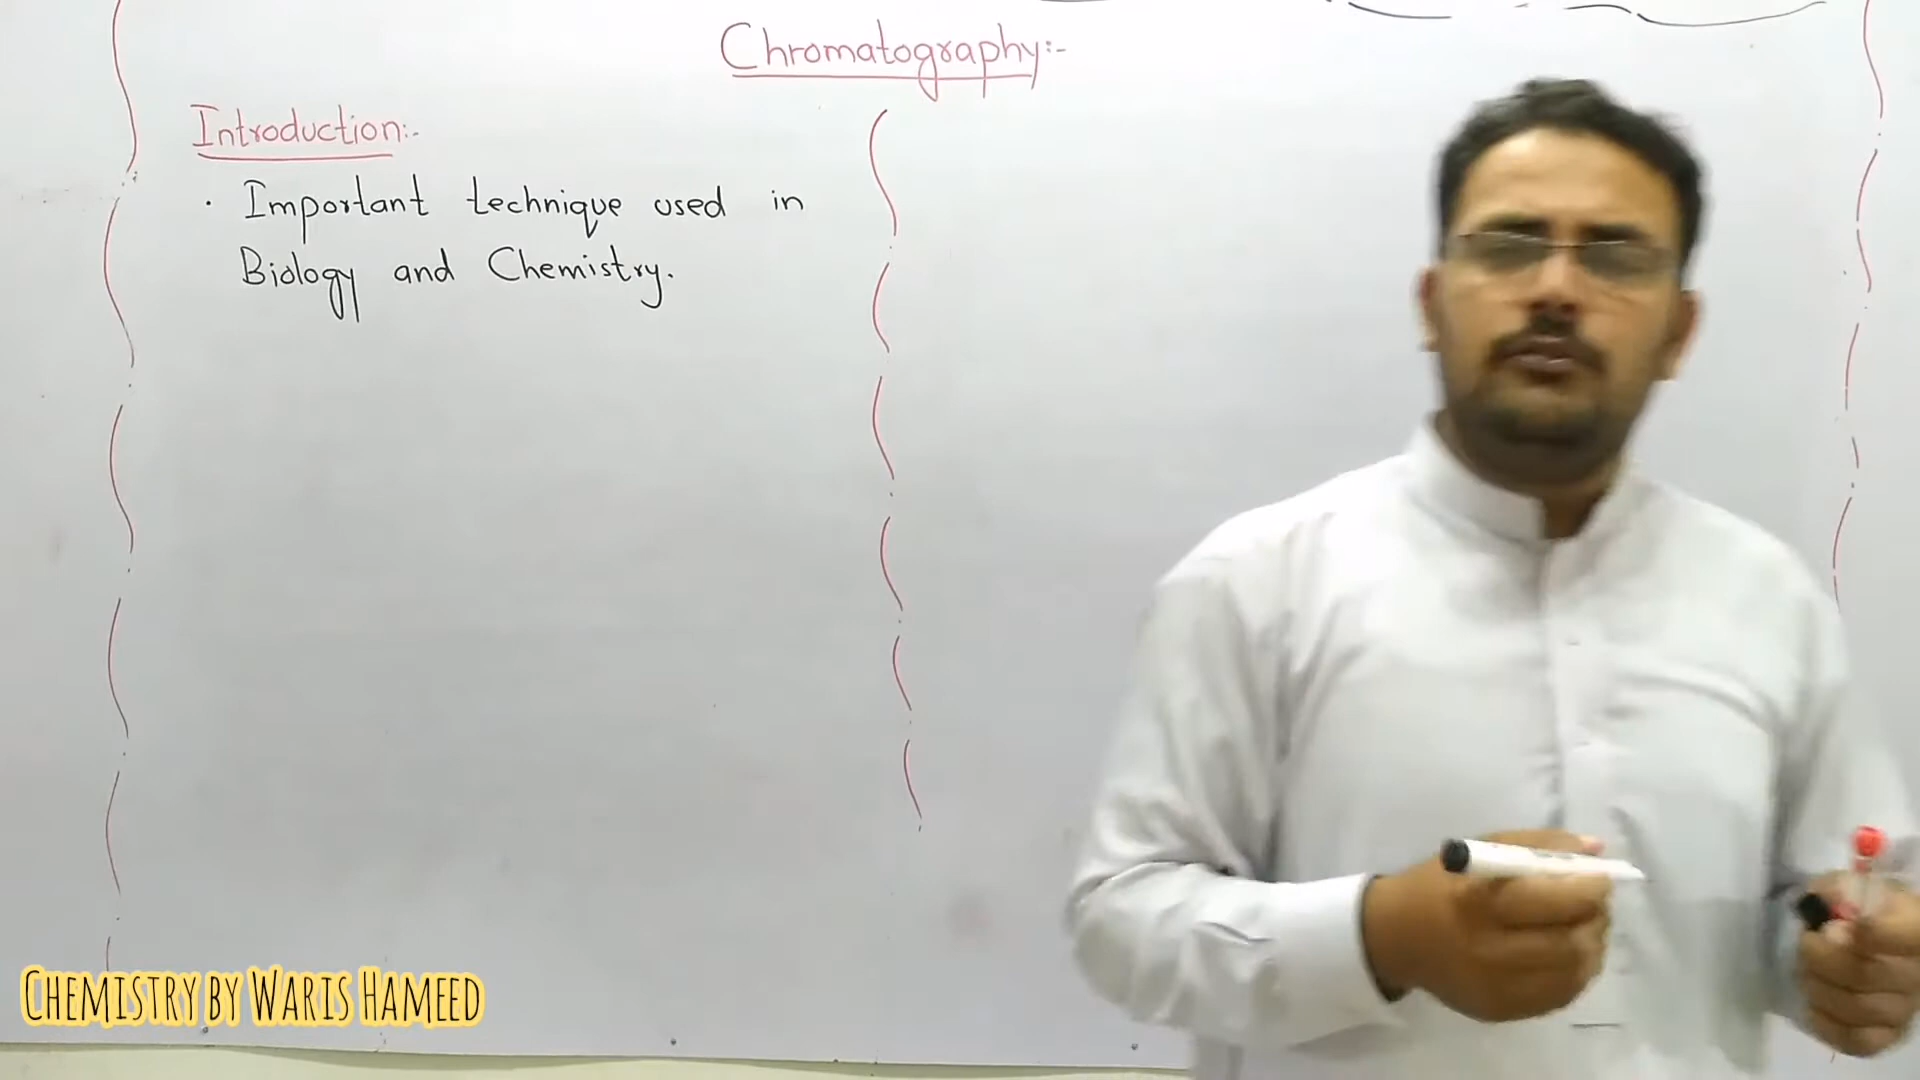 Chromatography:-
Introduction:-
· Important technique used in
Biology and Chemistry.
Chemistry by Waris Hameed